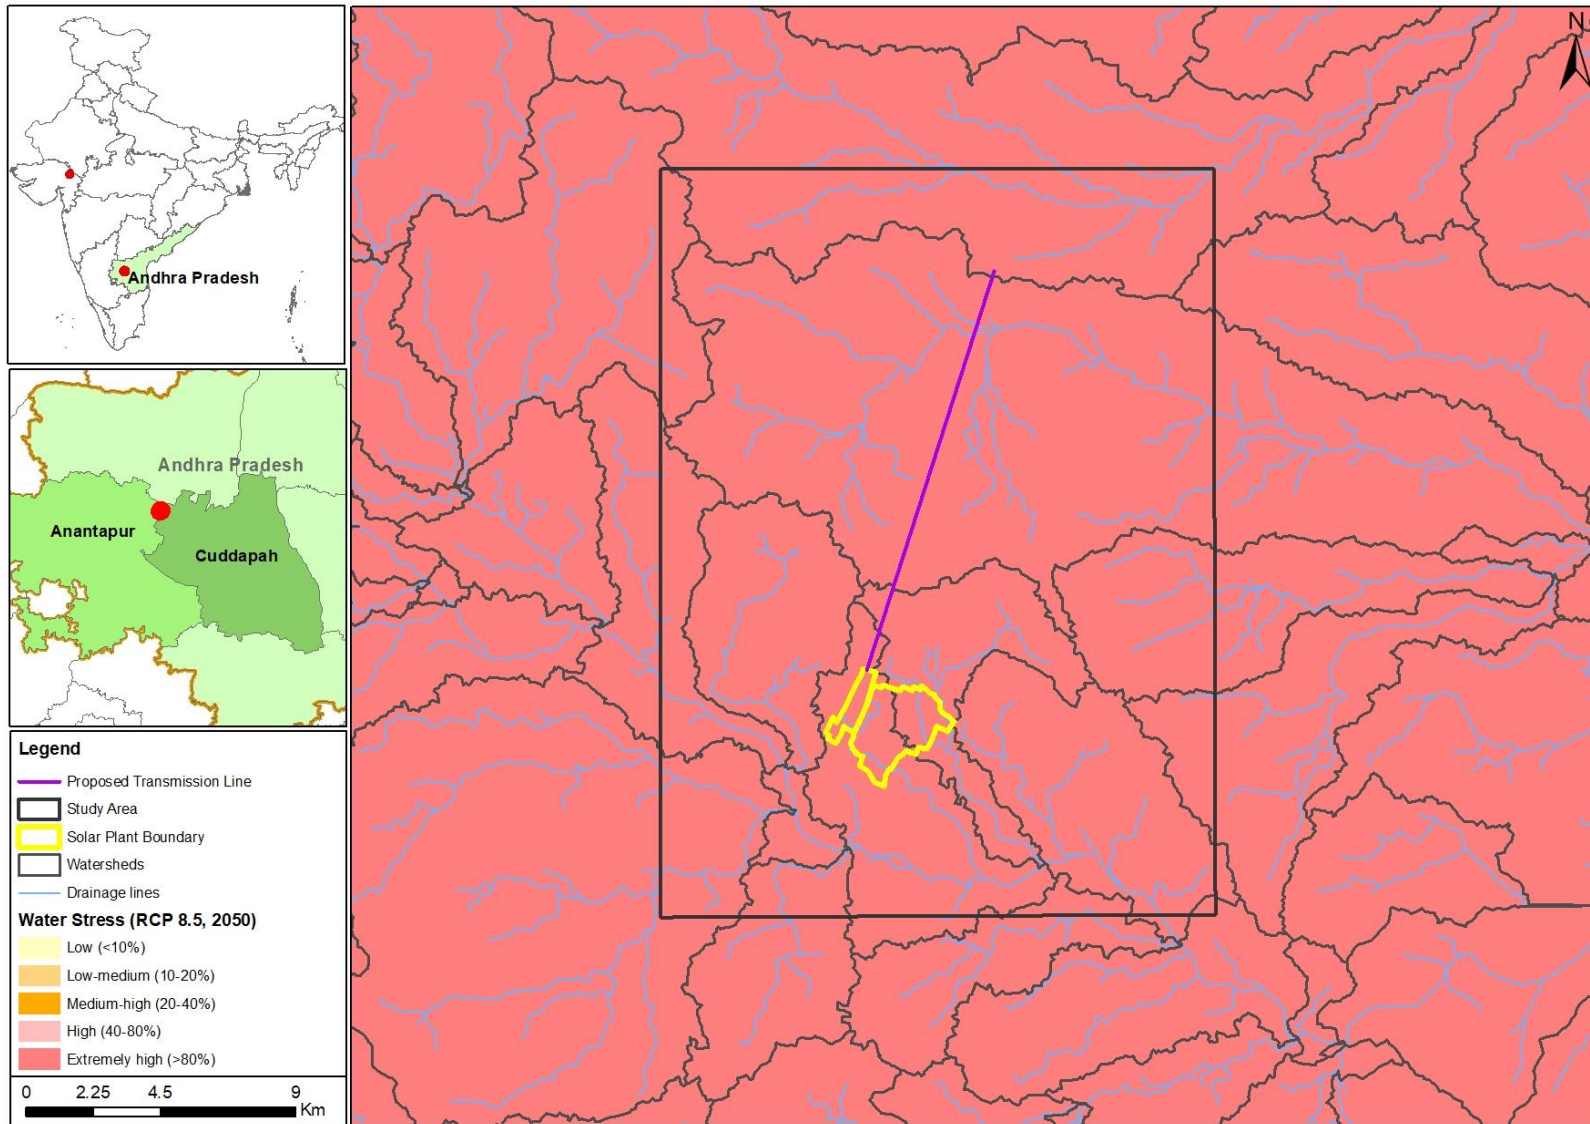 Andhra Pradesh
Andhra Pradesh
Anantapur
Cuddapah
Legend
Proposed Transmission Line
Study Area
Solar Plant Boundary
Watersheds
Drainage lines
Water Stress (RCP 8.5, 2050)
Low (<10%)
Low-medium (10-20%)
Medium-high (20-40%)
High (40-80%)
Extremely high (>80%)
0 2.25 4.5 9
Km
N